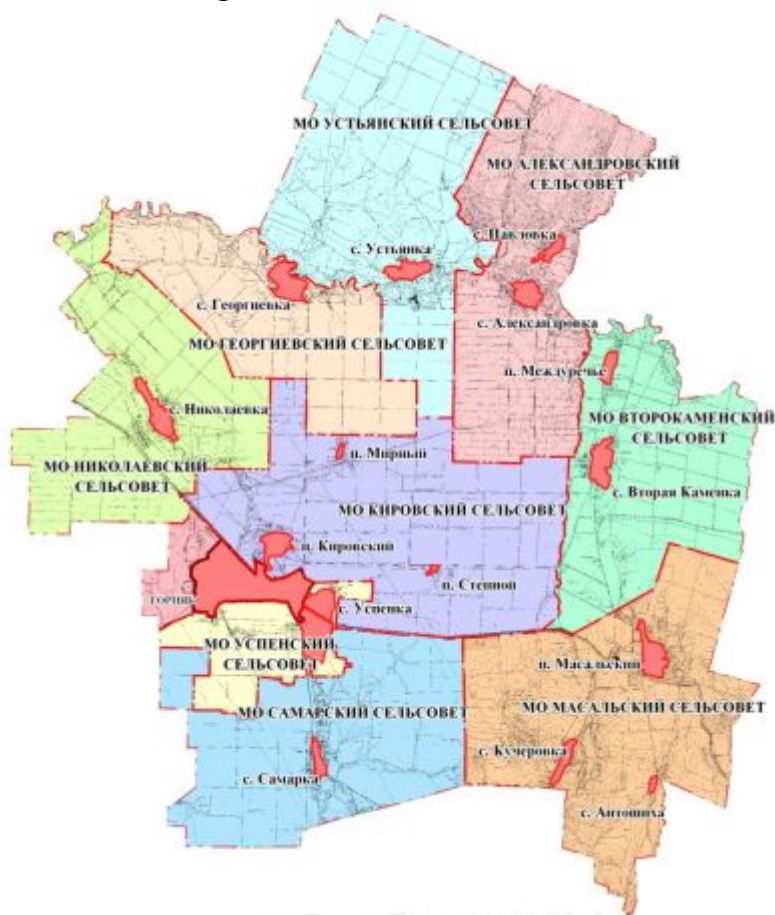 МО УСТЬЯНСКИЙ СЕЛЬСОВЕТ
МО АЛЕКСАНДРОВСКИЙ
СЕЛЬСОВЕТ
с. Павловка
с. Устьянка
с. Георгиевка
с. Александровка
МО ГЕОРГИЕВСКИЙ СЕЛЬСОВЕТ
п. Междуречье
с. Николаевка
МО ВТОРОКАМЕНСКИЙ
СЕЛЬСОВЕТ
п. Мирный
МО НИКОЛАЕВСКИЙ
СЕЛЬСОВЕТ
с. Вторая Каменка
МО КИРОВСКИЙ СЕЛЬСОВЕТ
п. Кировский
п. Степной
с. Успенка
МО УСПЕНСКИЙ
СЕЛЬСОВЕТ
п. Масальский
МО САМАРСКИЙ СЕЛЬСОВЕТ
МО МАСАЛЬСКИЙ СЕЛЬСОВЕТ
с. Кучеровка
с. Самарка
с. Антошиха